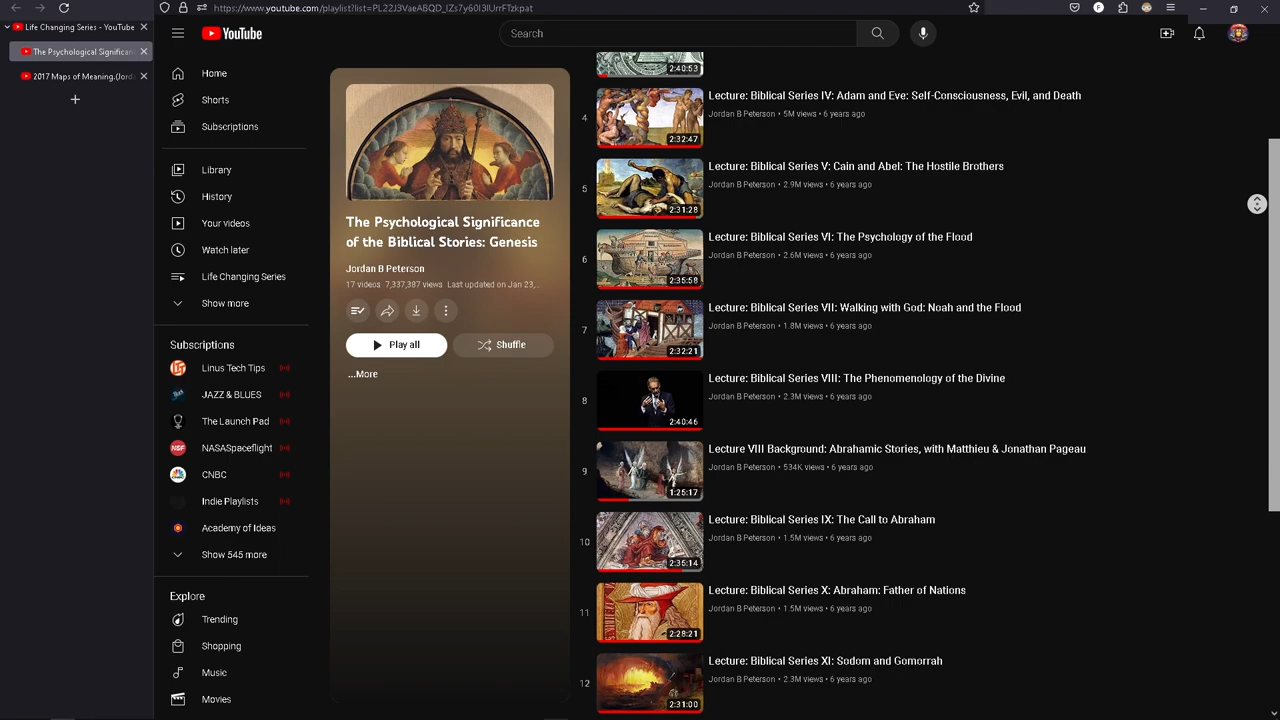 https://www.youtube.com/playlist?list=PL22J3VaeABQD_IZs7y60I3lUrrFTzkpat
Life Changing Series - YouTube
The Psychological Significan
2017 Maps of Meaning (Jord
YouTube
Search
Home
Shorts
Subscriptions
Library
History
Your videos
Watch later
Life Changing Series
Show more
Subscriptions
Linus Tech Tips
JAZZ & BLUES
The Launch Pad
NASASpaceflight
CNBC
Indie Playlists
Academy of Ideas
Show 545 more
Explore
Trending
Shopping
Music
Movies
The Psychological Significance
of the Biblical Stories: Genesis
Jordan B Peterson
17 videos 7,337,387 views Last updated on Jan 23,...
Play all
Shuffle
...More
2:40:53
4
2:32:47
Lecture: Biblical Series IV: Adam and Eve: Self-Consciousness, Evil, and Death
Jordan B Peterson • 5M views • 6 years ago
5
2:31:28
Lecture: Biblical Series V: Cain and Abel: The Hostile Brothers
Jordan B Peterson • 2.9M views • 6 years ago
6
2:35:58
Lecture: Biblical Series VI: The Psychology of the Flood
Jordan B Peterson • 2.6M views • 6 years ago
7
2:32:21
Lecture: Biblical Series VII: Walking with God: Noah and the Flood
Jordan B Peterson • 1.8M views • 6 years ago
8
2:40:46
Lecture: Biblical Series VIII: The Phenomenology of the Divine
Jordan B Peterson • 2.3M views • 6 years ago
9
1:25:17
Lecture VIII Background: Abrahamic Stories, with Matthieu & Jonathan Pageau
Jordan B Peterson • 534K views • 6 years ago
10
2:35:14
Lecture: Biblical Series IX: The Call to Abraham
Jordan B Peterson • 1.5M views • 6 years ago
11
2:28:21
Lecture: Biblical Series X: Abraham: Father of Nations
Jordan B Peterson • 1.5M views • 6 years ago
12
2:31:00
Lecture: Biblical Series XI: Sodom and Gomorrah
Jordan B Peterson • 2.3M views • 6 years ago